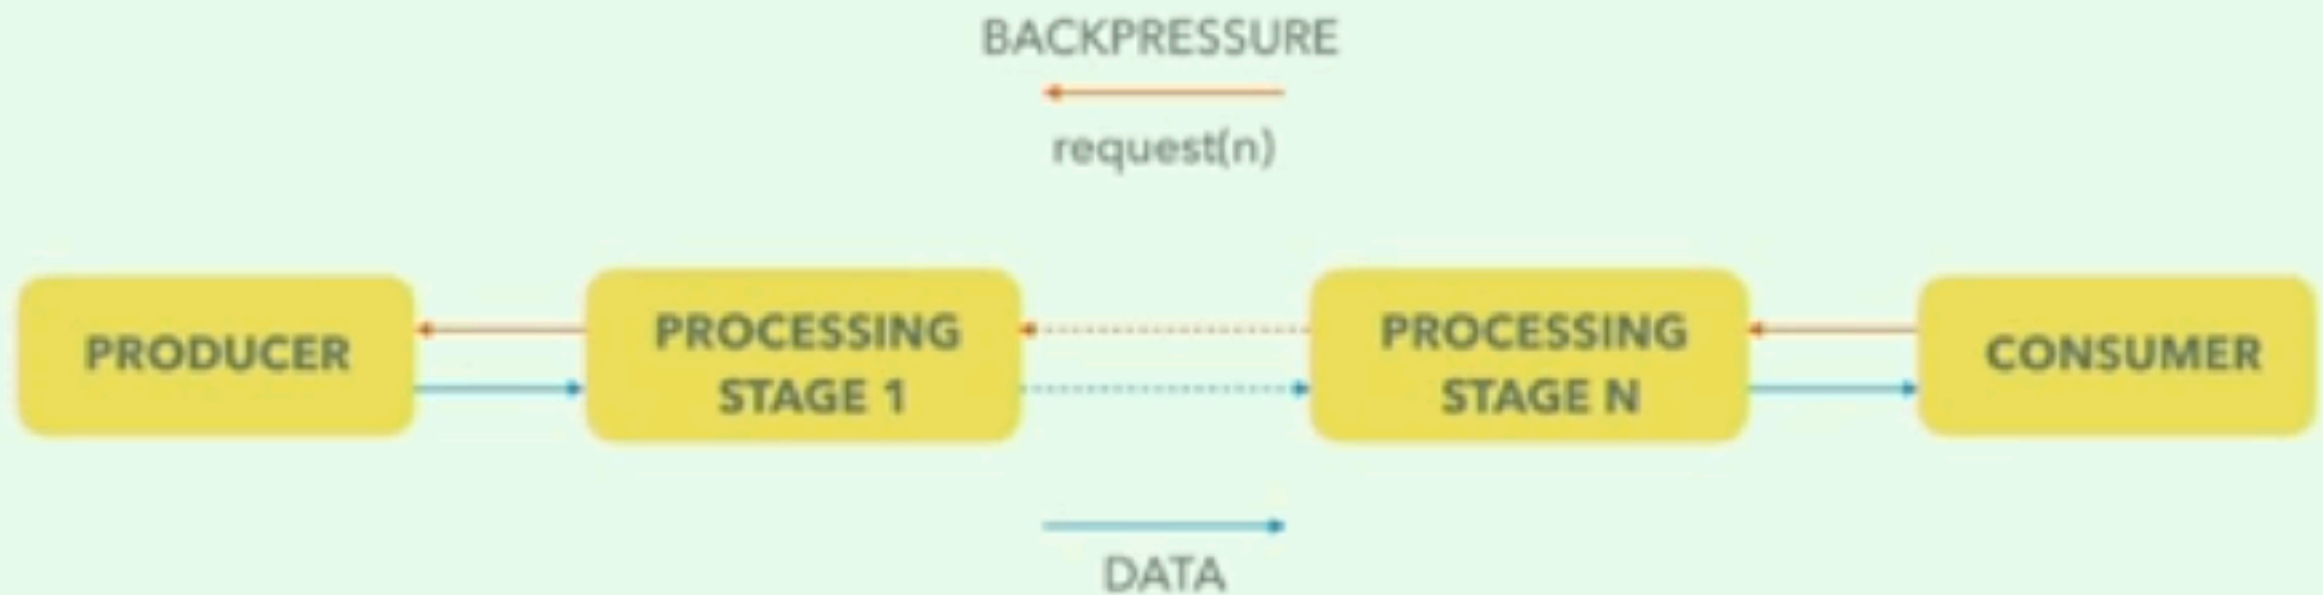 BACKPRESSURE
request(n)
PRODUCER
PROCESSING
STAGE 1
PROCESSING
STAGE N
CONSUMER
DATA